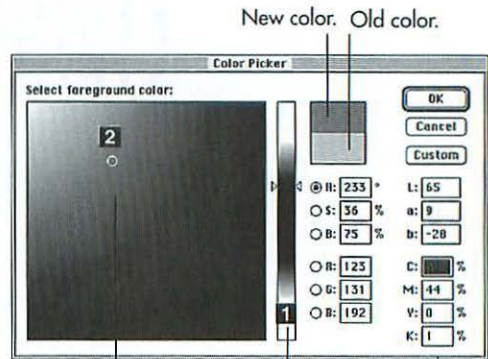 New color. Old color.
Color Picker
Select foreground color:
2
1
OK
Cancel
Custom
H: 233 °
S: 36 %
B: 75 %
R: 123
G: 131
B: 192
L: 65
a: 9
b: -28
C: %
M: 44 %
Y: 0 %
K: 1 %